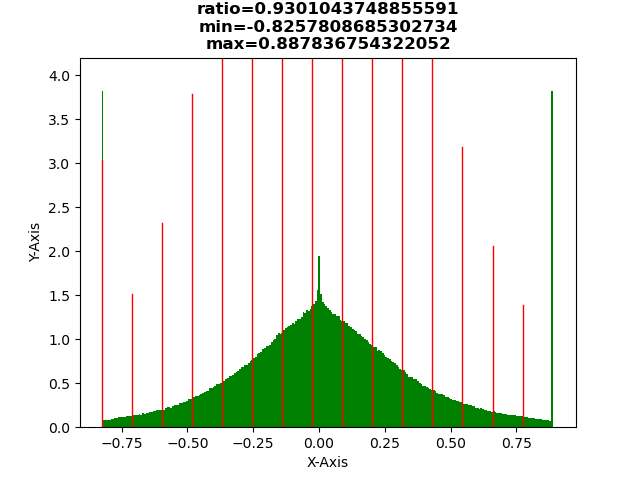 ratio=0.9301043748855591
min=-0.8257808685302734
max=0.887836754322052
4.0
3.5
3.0
2.5
2.0
1.5
1.0
0.5
0.0
Y-Axis
−0.75 −0.50 −0.25 0.00 0.25 0.50 0.75
X-Axis